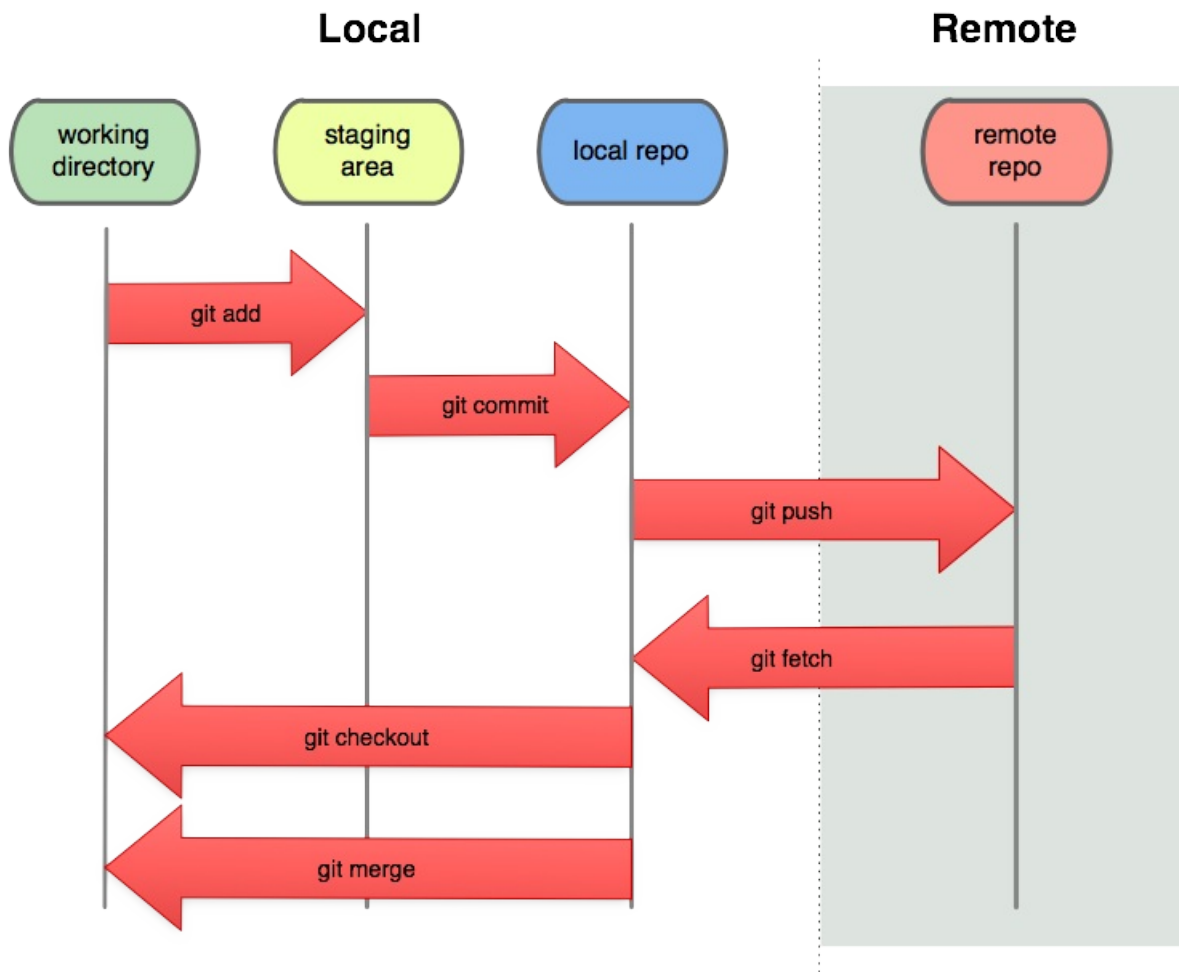 Local
Remote
working
directory
staging
area
local repo
remote
repo
git add
git commit
git push
git fetch
git checkout
git merge